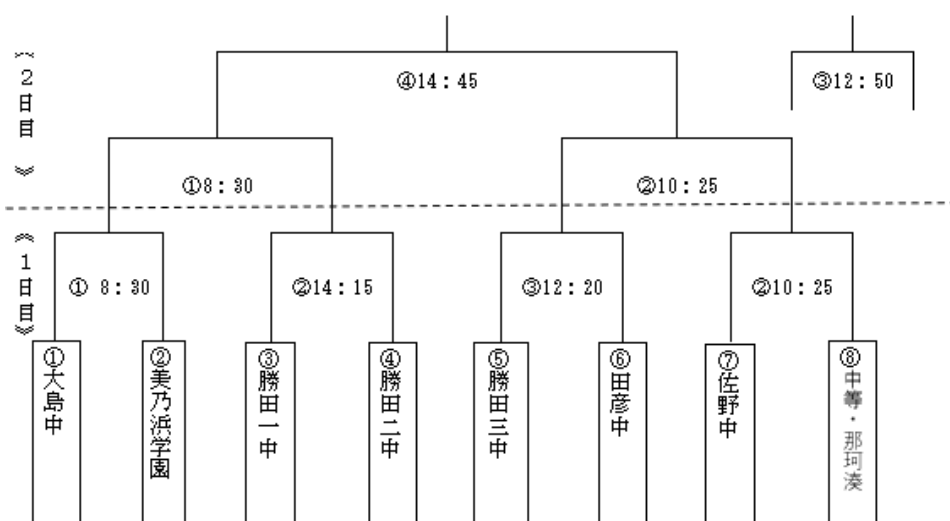 《2日目》
④14：45
③12：50
①8：30
②10：25
《1日目》
① 8：30
②14：15
③12：20
②10：25
①大島中
②美乃浜学園
③勝田一中
④勝田二中
⑤勝田三中
⑥田彦中
⑦佐野中
⑧中等・那珂湊